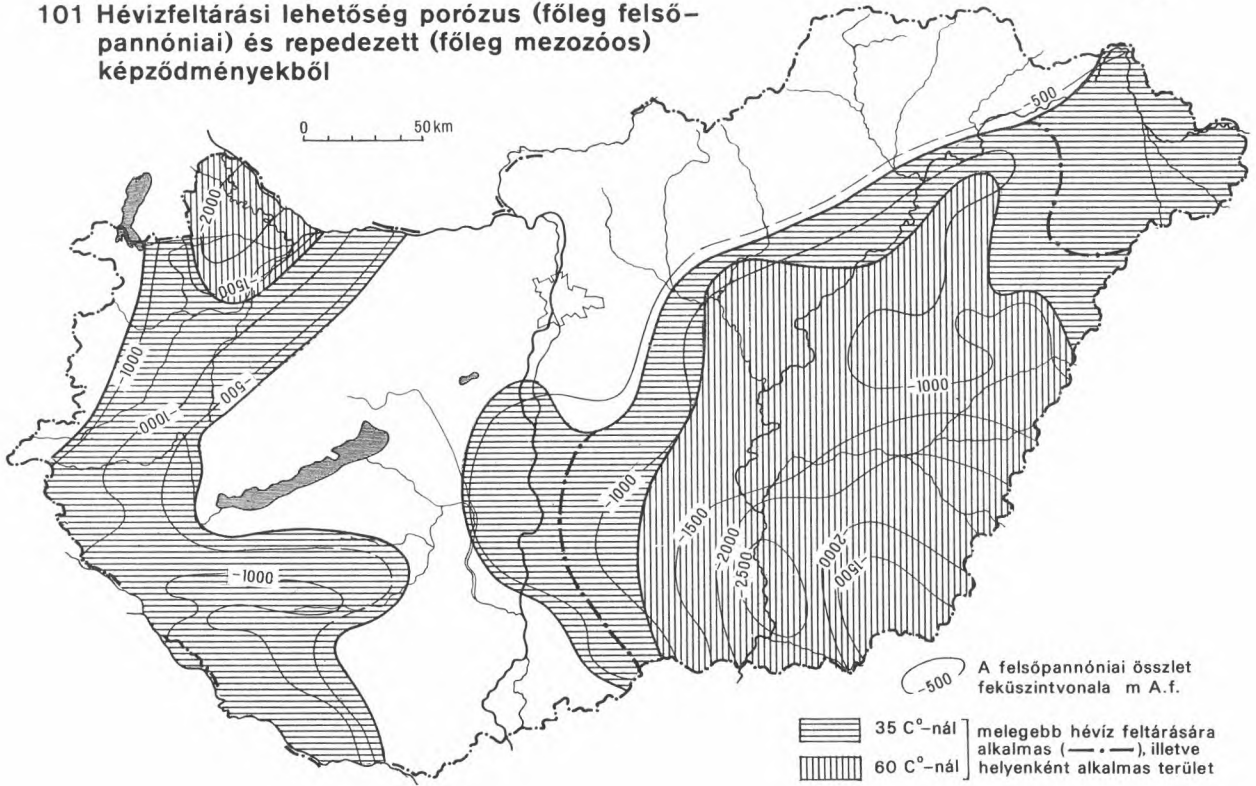 101 Hévízfeltárási lehetőség porózus (főleg felső-
pannóniai) és repedezett (főleg mezozóos)
képződményekből
0 50 km
-500
-2000
-1500
-1000
-1000
-500
-1000
-1000
-1000
-1500
-2000
-2500
2000
-1500
-500
A felsőpannóniai összlet
feküszintvonala m A.f.
35 C°-nál
60 C°-nál
melegebb hévíz feltárására
alkalmas (— · —), illetve
helyenként alkalmas terület